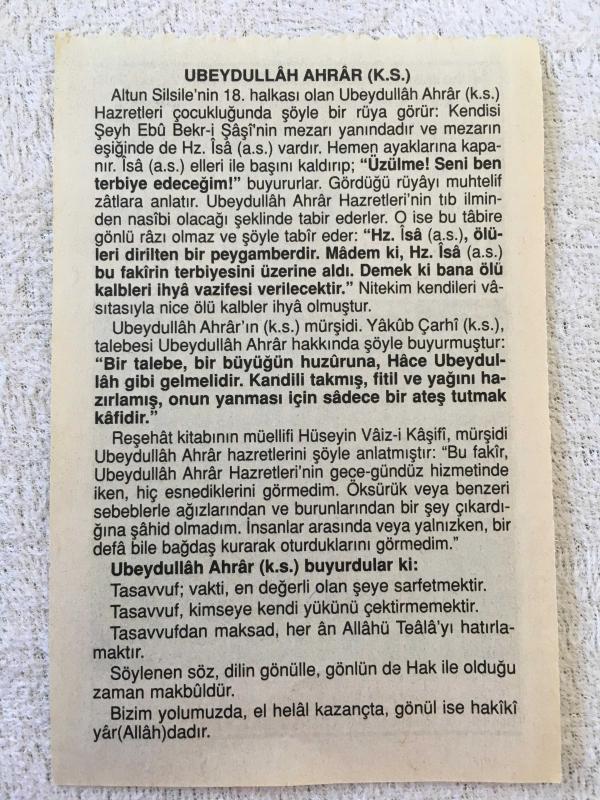 UBEYDULLÂH AHRÂR (K.S.)
Altun Silsile'nin 18. halkası olan Ubeydullâh Ahrâr (k.s.)
Hazretleri çocukluğunda şöyle bir rüya görür: Kendisi
Şeyh Ebû Bekr-i Şâşî'nin mezarı yanındadır ve mezarın
eşiğinde de Hz. Îsâ (a.s.) vardır. Hemen ayaklarına kapa-
nır. Îsâ (a.s.) elleri ile başını kaldırıp; “Üzülme! Seni ben
terbiye edeceğim!” buyururlar. Gördüğü rüyâyı muhtelif
zâtlara anlatır. Ubeydullâh Ahrâr Hazretleri'nin tıb ilmin-
den nasîbi olacağı şeklinde tabir ederler. O ise bu tâbire
gönlü râzı olmaz ve şöyle tabîr eder: “Hz. Îsâ (a.s.), ölü-
leri dirilten bir peygamberdir. Mâdem ki, Hz. Îsâ (a.s.)
bu fakîrin terbiyesini üzerine aldı. Demek ki bana ölü
kalbleri ihyâ vazifesi verilecektir.” Nitekim kendileri vâ-
sıtasıyla nice ölü kalbler ihyâ olmuştur.
Ubeydullâh Ahrâr'ın (k.s.) mürşidi. Yâkûb Çarhî (k.s.),
talebesi Ubeydullâh Ahrâr hakkında şöyle buyurmuştur:
“Bir talebe, bir büyüğün huzûruna, Hâce Ubeydul-
lâh gibi gelmelidir. Kandili takmış, fitil ve yağını ha-
zırlamış, onun yanması için sâdece bir ateş tutmak
kâfidir.”
Reşehât kitabının müellifi Hüseyin Vâiz-i Kâşifî, mürşidi
Ubeydullâh Ahrâr hazretlerini şöyle anlatmıştır: “Bu fakîr,
Ubeydullâh Ahrâr Hazretleri'nin gece-gündüz hizmetinde
iken, hiç esnediklerini görmedim. Öksürük veya benzeri
sebeblerle ağızlarından ve burunlarından bir şey çıkardı-
ğına şâhid olmadım. İnsanlar arasında veya yalnızken, bir
defâ bile bağdaş kurarak oturduklarını görmedim.”
Ubeydullâh Ahrâr (k.s.) buyurdular ki:
Tasavvuf; vakti, en değerli olan şeye sarfetmektir.
Tasavvuf, kimseye kendi yükünü çektirmemektir.
Tasavvufdan maksad, her ân Allâhü Teâlâ'yı hatırla-
maktır.
Söylenen söz, dilin gönülle, gönlün de Hak ile olduğu
zaman makbûldür.
Bizim yolumuzda, el helâl kazançta, gönül ise hakîkî
yâr(Allâh)dadır.